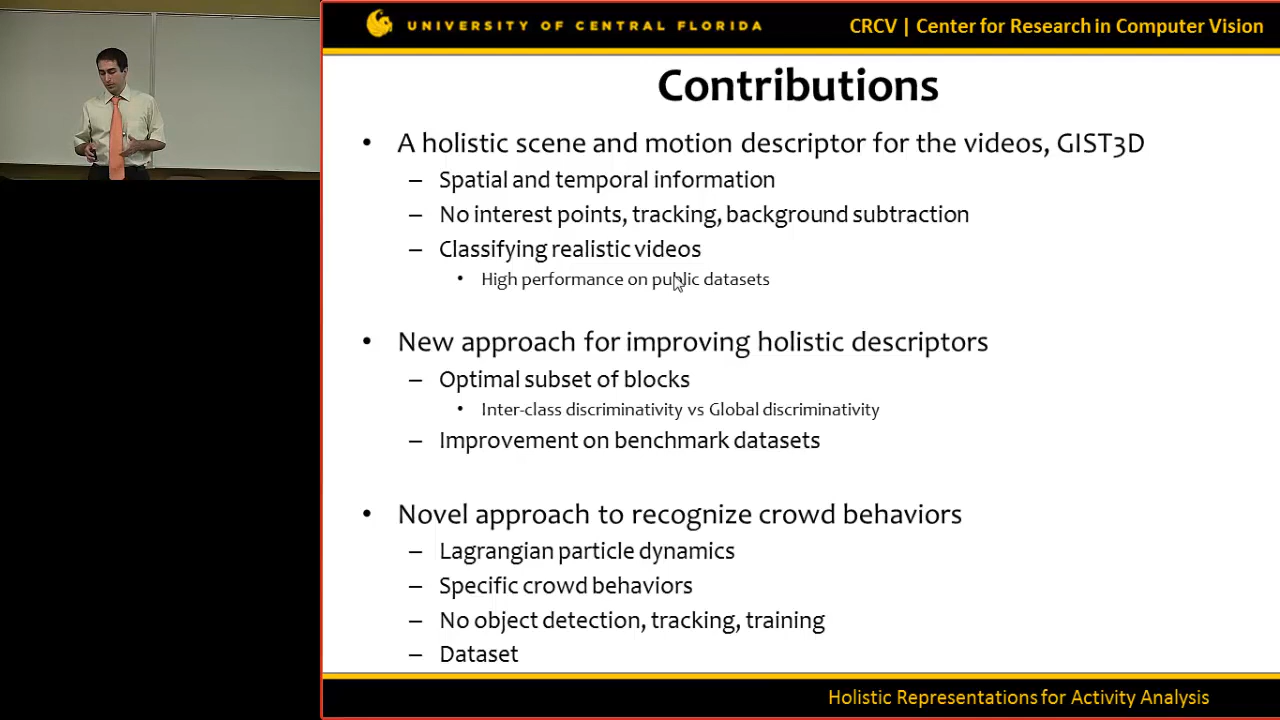 UNIVERSITY OF CENTRAL FLORIDA
CRCV | Center for Research in Computer Vision
Contributions
• A holistic scene and motion descriptor for the videos, GIST3D
– Spatial and temporal information
– No interest points, tracking, background subtraction
– Classifying realistic videos
• High performance on public datasets
• New approach for improving holistic descriptors
– Optimal subset of blocks
• Inter-class discriminativity vs Global discriminativity
– Improvement on benchmark datasets
• Novel approach to recognize crowd behaviors
– Lagrangian particle dynamics
– Specific crowd behaviors
– No object detection, tracking, training
– Dataset
Holistic Representations for Activity Analysis